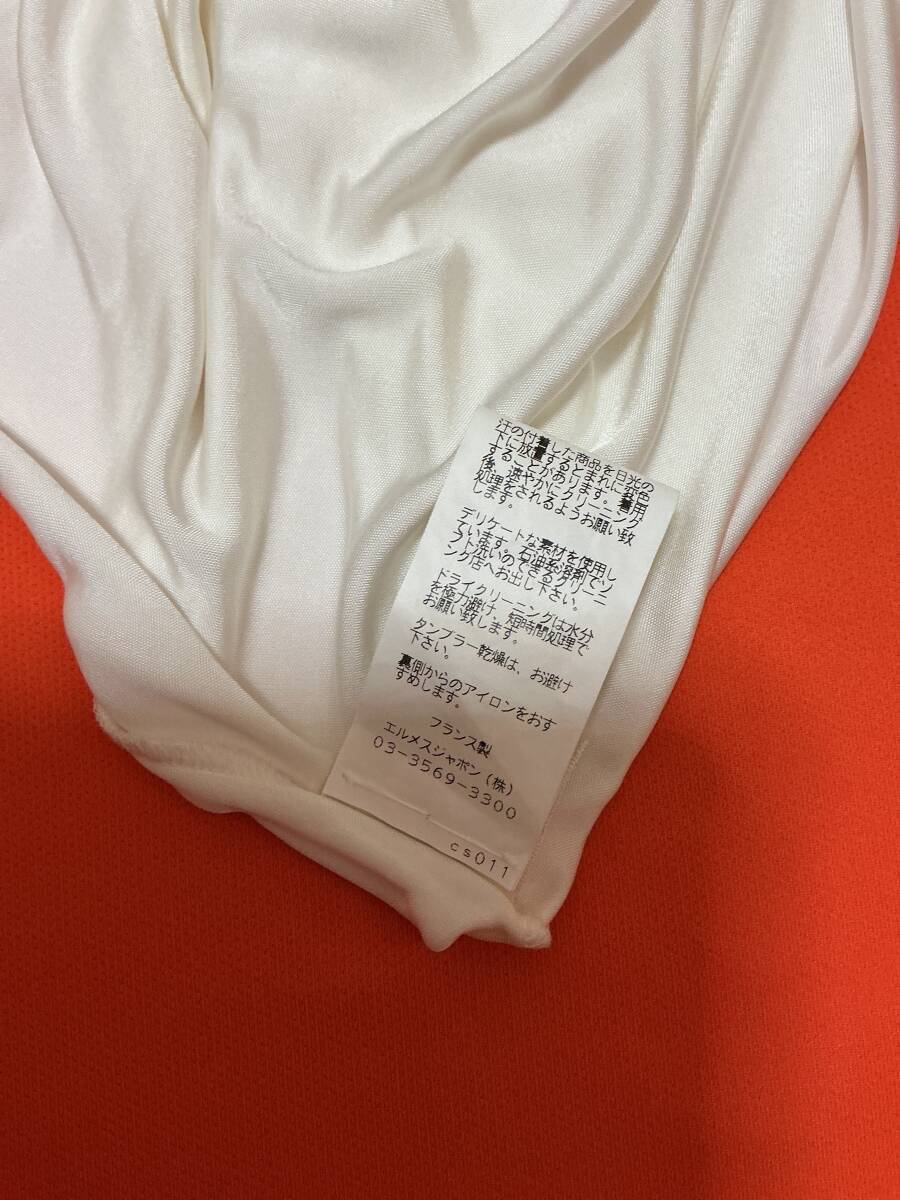 汗の付着した商品を日光の
下に放置するとまれに変色
することがあります。着用
後、速やかにクリーニング
処理をされるようお願い致
します。
デリケートな素材を使用し
ています。石油系溶剤でソ
フト洗いのできるクリーニ
ング店へお出し下さい。
ドライクリーニングは水分
を極力避け、短時間処理で
お願い致します。
タンブラー乾燥は、お避け
下さい。
裏側からのアイロンをおす
すめします。
フランス製
エルメスジャポン(株)
03-3569-3300
cs011